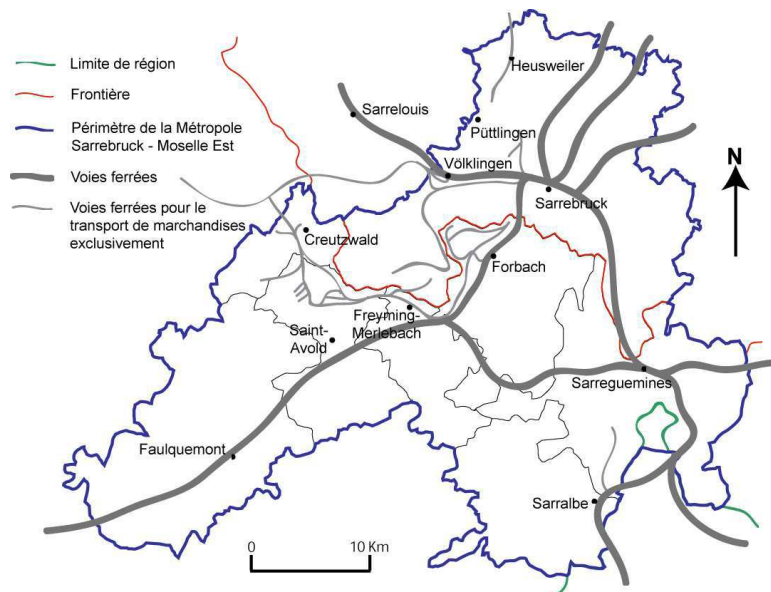 Limite de région
Frontière
Périmètre de la Métropole
Sarrebruck - Moselle Est
Voies ferrées
Voies ferrées pour le
transport de marchandises
exclusivement
Heusweiler
Sarrelouis
Püttlingen
Völklingen
N
Sarrebruck
Creutzwald
Forbach
Freyming-
Merlebach
Saint-
Avold
Sarreguemines
Faulquemont
Sarralbe
0 10 Km